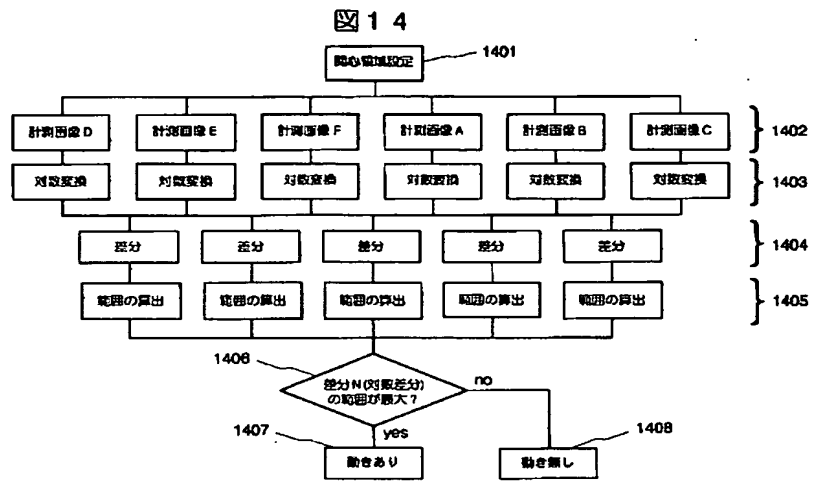 図14
関心領域設定
1401
計測画像D 計測画像E 計測画像F 計測画像A 計測画像B 計測画像C
1402
対数変換 対数変換 対数変換 対数変換 対数変換 対数変換
1403
差分 差分 差分 差分 差分
1404
範囲の算出 範囲の算出 範囲の算出 範囲の算出 範囲の算出
1405
1406
差分N(対数差分)
の範囲が最大?
no
yes
1407
1408
動きあり
動き無し